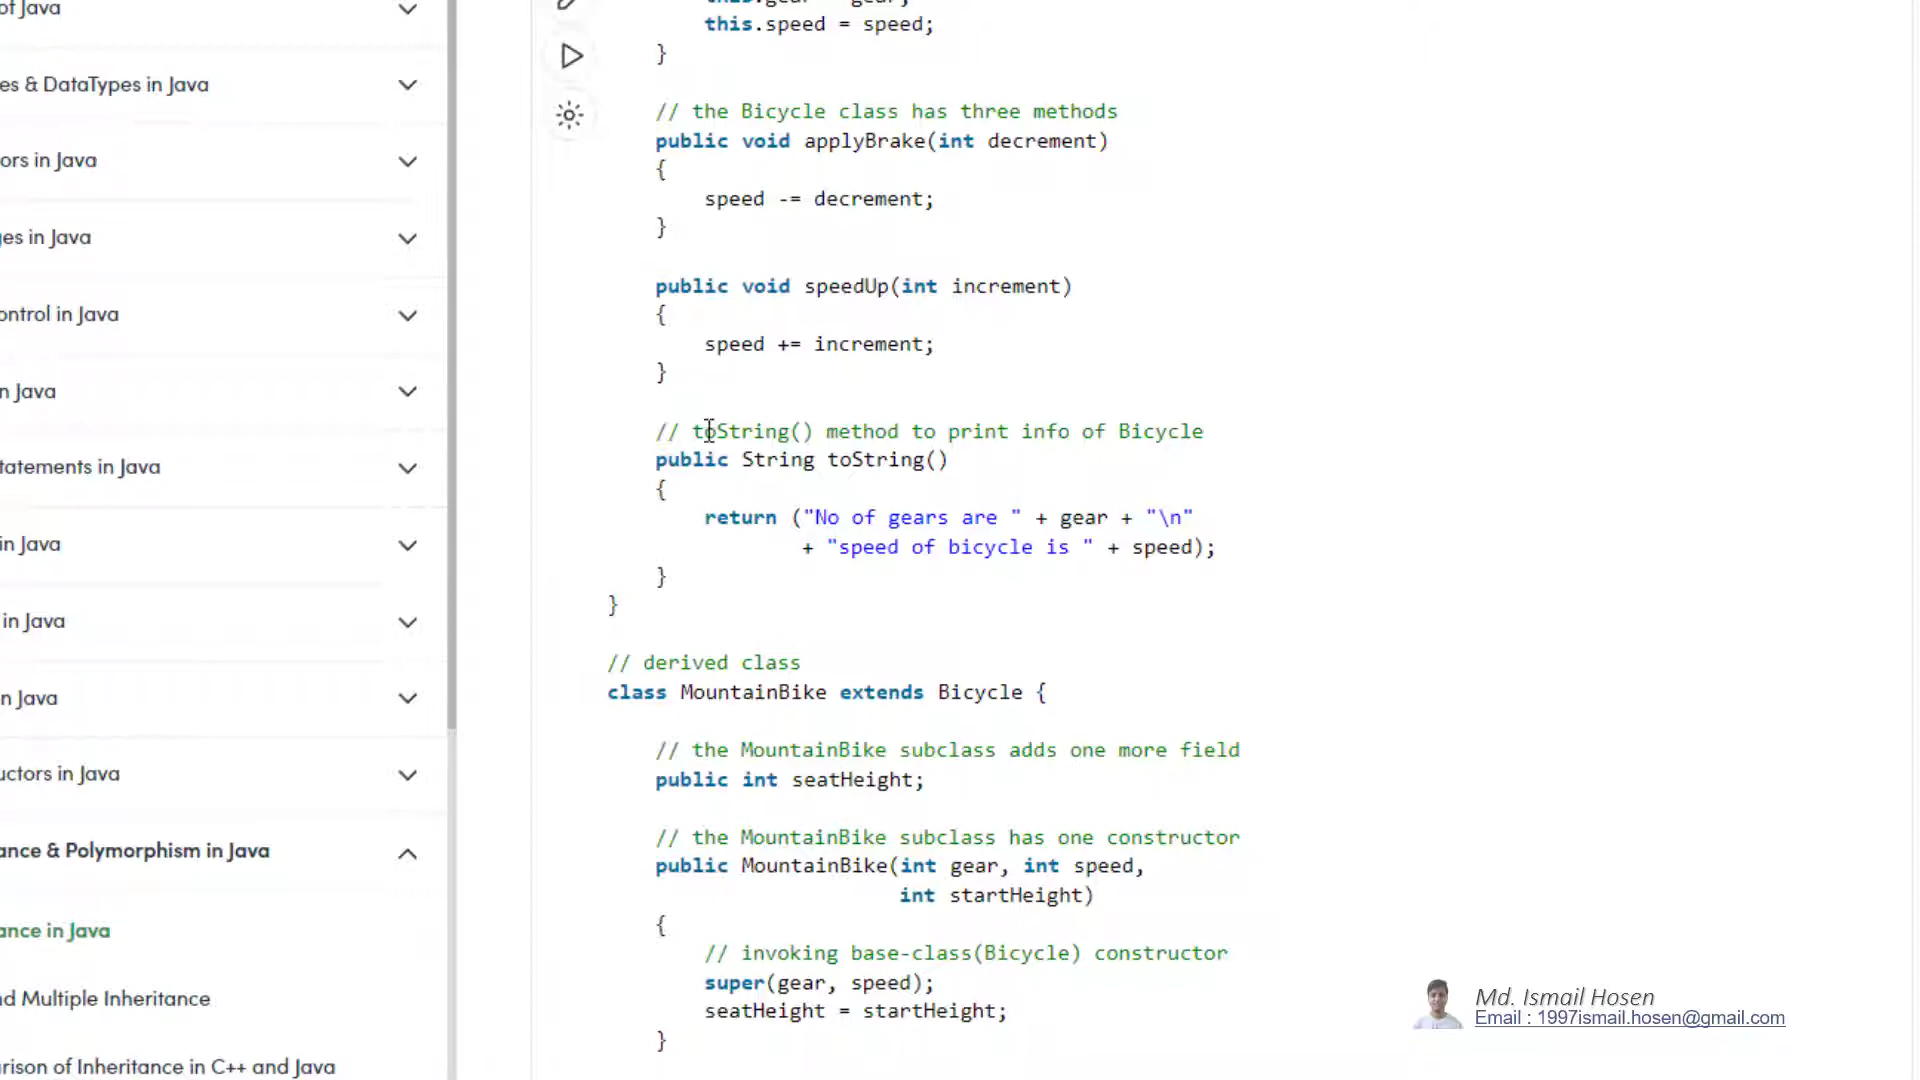 of Java
es & DataTypes in Java
ors in Java
ges in Java
ontrol in Java
n Java
tatements in Java
in Java
in Java
n Java
uctors in Java
ance & Polymorphism in Java
ance in Java
nd Multiple Inheritance
rison of Inheritance in C++ and Java
this.gear = gear;
this.speed = speed;
}
// the Bicycle class has three methods
public void applyBrake(int decrement)
{
speed -= decrement;
}
public void speedUp(int increment)
{
speed += increment;
}
// toString() method to print info of Bicycle
public String toString()
{
return ("No of gears are " + gear + "\n"
+ "speed of bicycle is " + speed);
}
}
// derived class
class MountainBike extends Bicycle {
// the MountainBike subclass adds one more field
public int seatHeight;
// the MountainBike subclass has one constructor
public MountainBike(int gear, int speed,
int startHeight)
{
// invoking base-class(Bicycle) constructor
super(gear, speed);
seatHeight = startHeight;
}
Md. Ismail Hosen
Email : 1997ismail.hosen@gmail.com